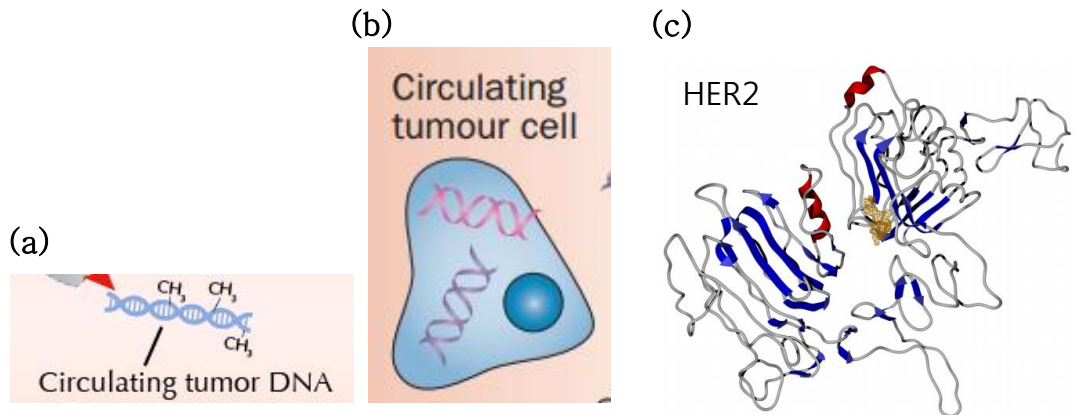 (a)
CH3
CH3
CH3
Circulating tumor DNA
(b)
Circulating
tumour cell
(c)
HER2